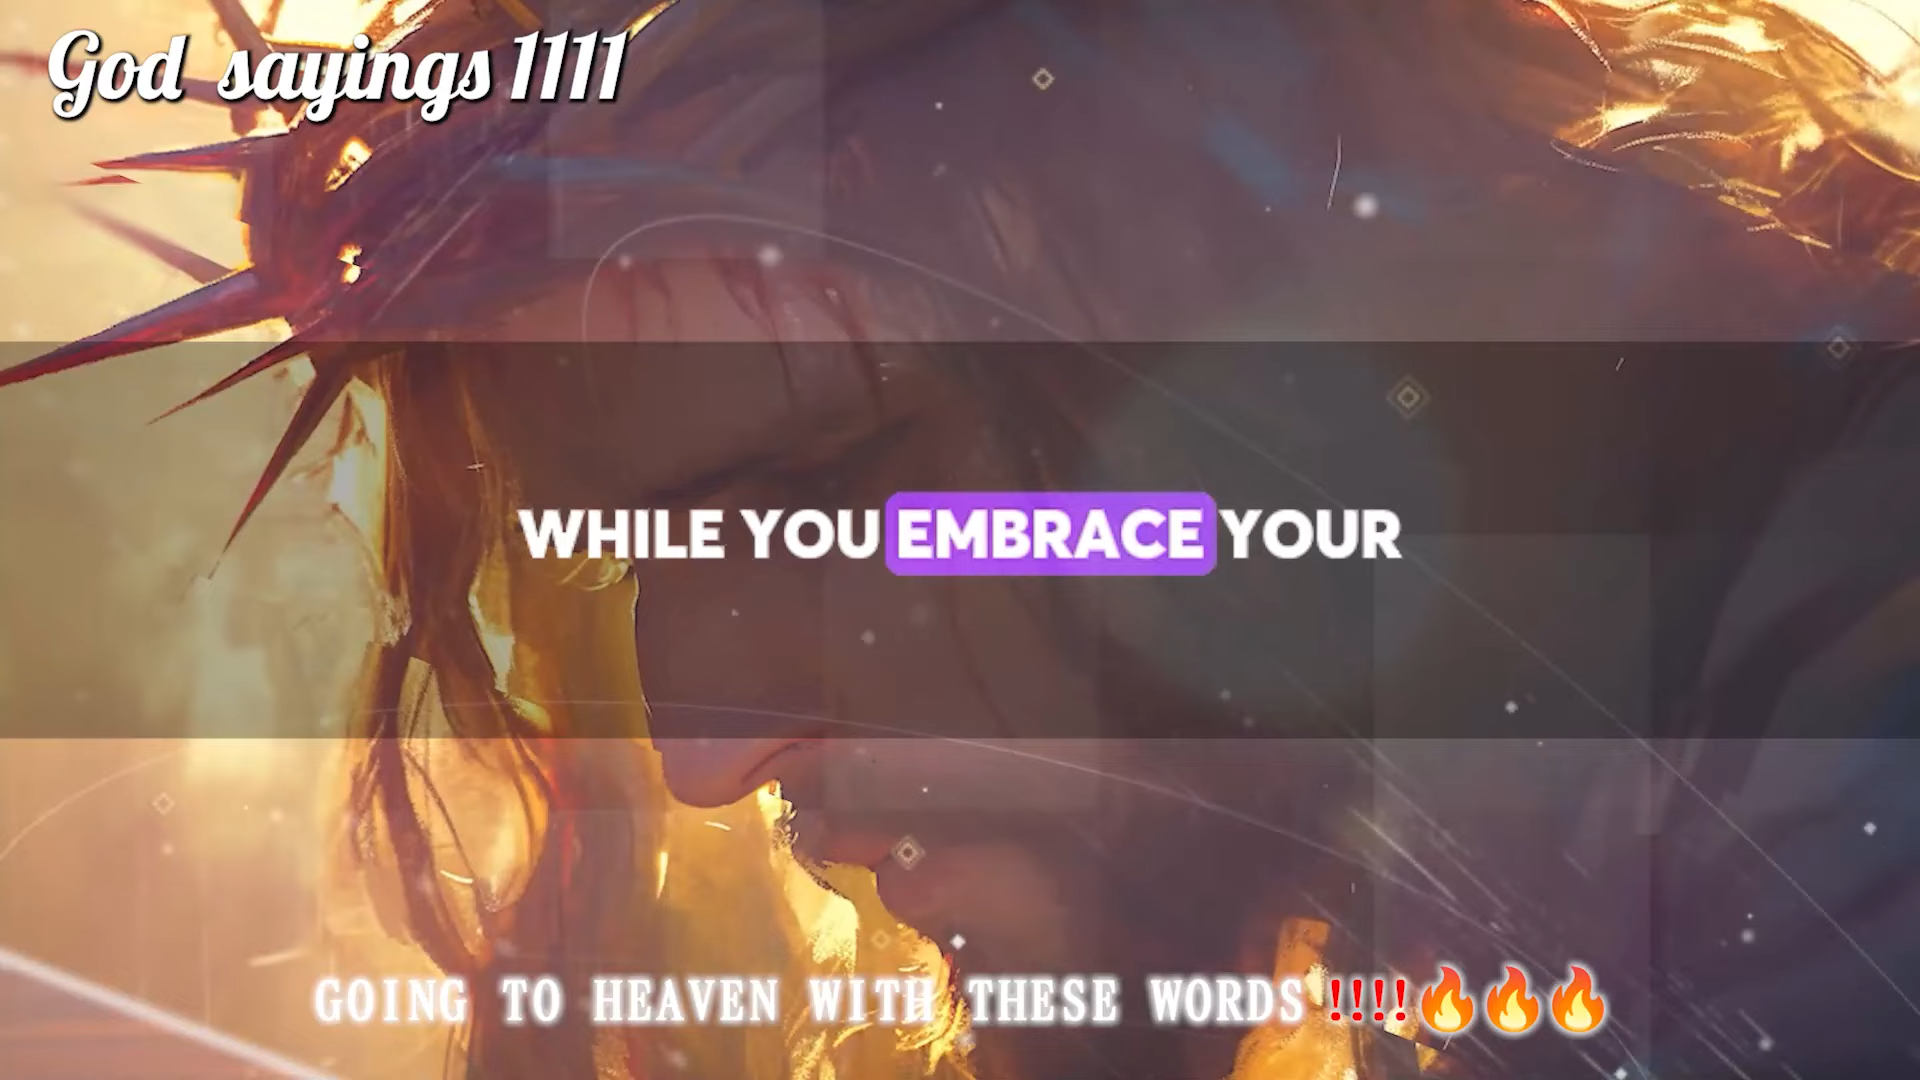 God sayings 1111
WHILE YOU EMBRACE YOUR
GOING TO HEAVEN WITH THESE WORDS !!!!🔥🔥🔥